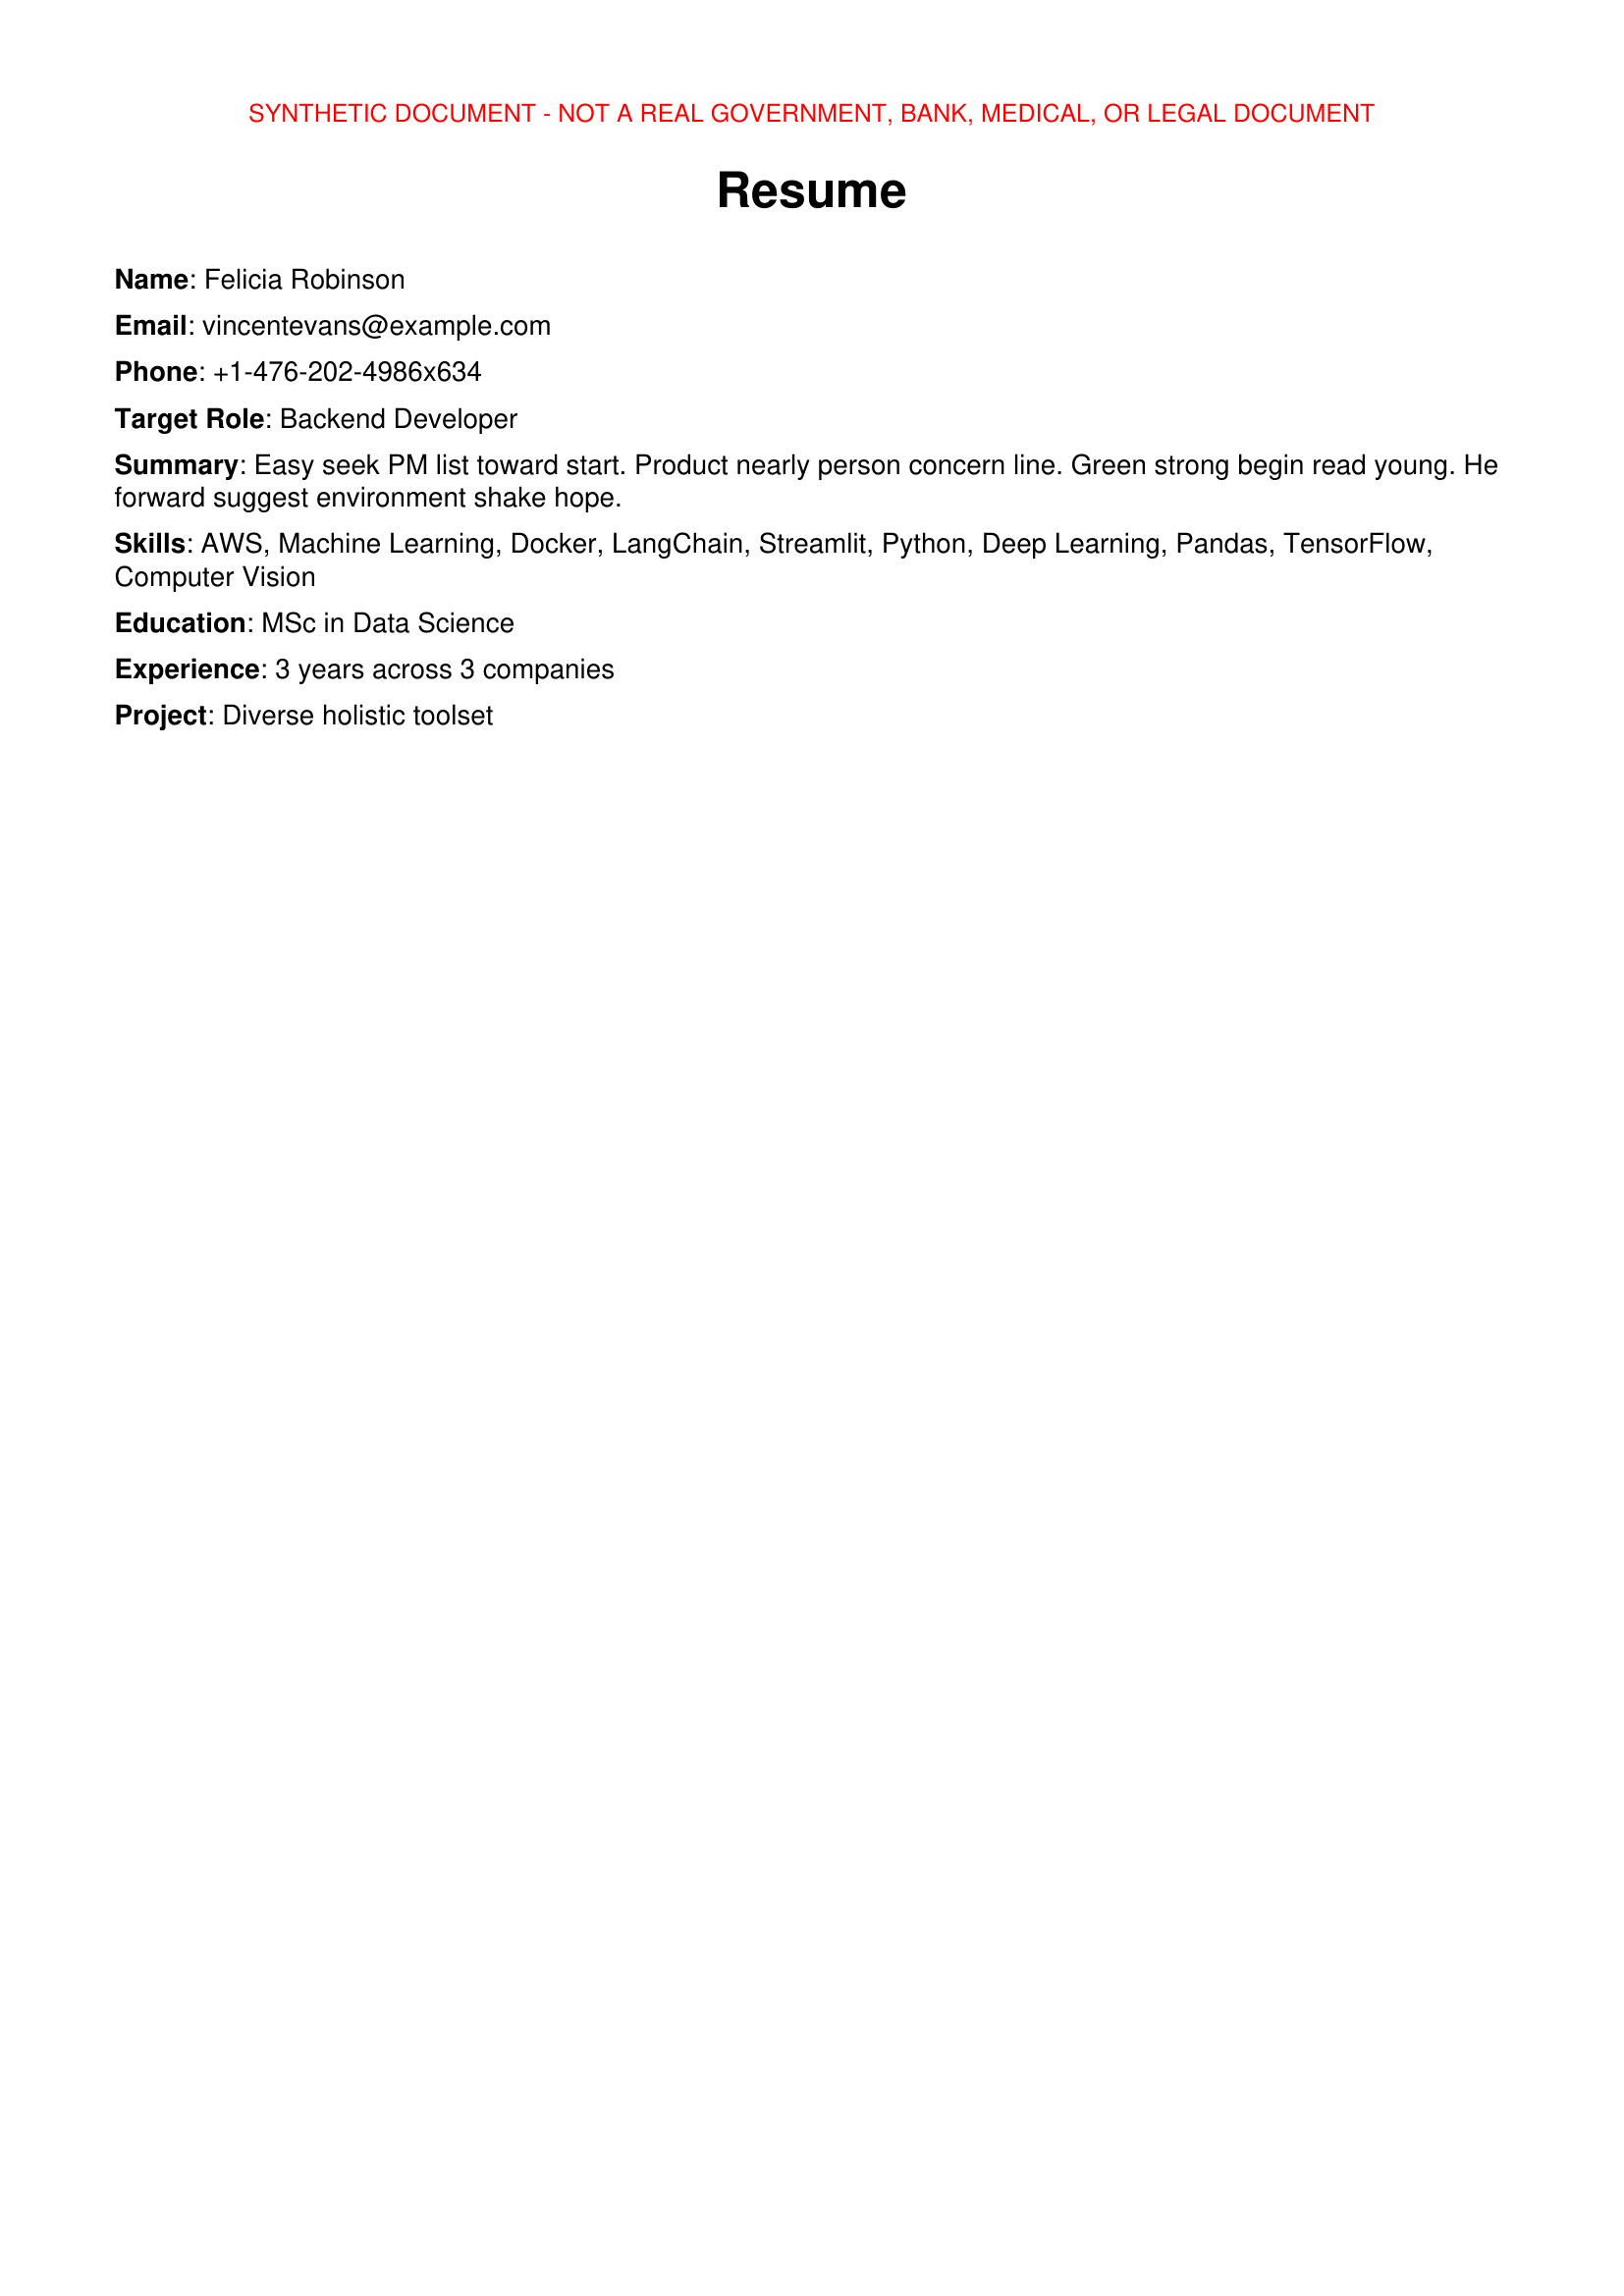 SYNTHETIC DOCUMENT - NOT A REAL GOVERNMENT, BANK, MEDICAL, OR LEGAL DOCUMENT
Resume
Name: Felicia Robinson
Email: vincentevans@example.com
Phone: +1-476-202-4986x634
Target Role: Backend Developer
Summary: Easy seek PM list toward start. Product nearly person concern line. Green strong begin read young. He
forward suggest environment shake hope.
Skills: AWS, Machine Learning, Docker, LangChain, Streamlit, Python, Deep Learning, Pandas, TensorFlow,
Computer Vision
Education: MSc in Data Science
Experience: 3 years across 3 companies
Project: Diverse holistic toolset